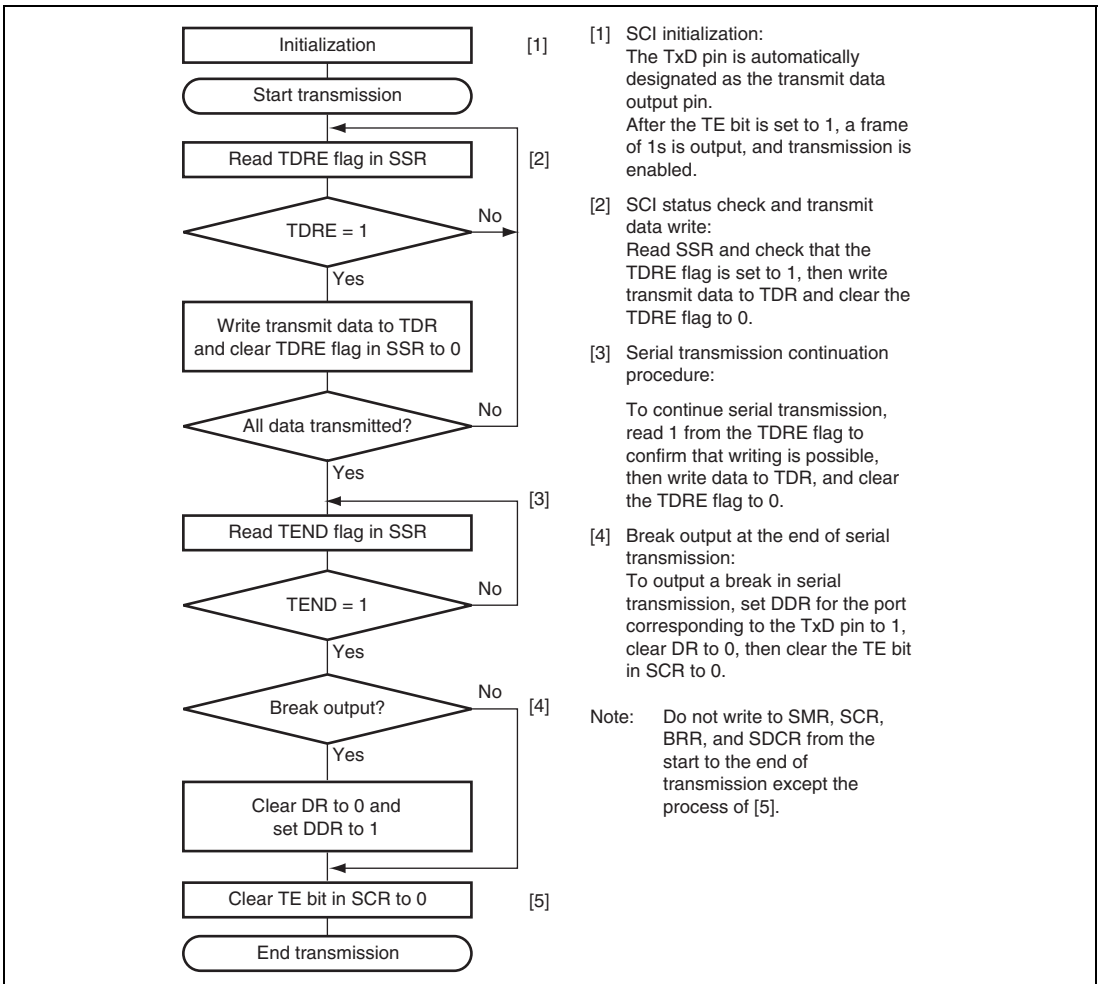 Initialization
[1]
Start transmission
Read TDRE flag in SSR
[2]
TDRE = 1
No
Yes
Write transmit data to TDR
and clear TDRE flag in SSR to 0
All data transmitted?
No
Yes
[3]
Read TEND flag in SSR
TEND = 1
No
Yes
Break output?
No
[4]
Yes
Clear DR to 0 and
set DDR to 1
Clear TE bit in SCR to 0
[5]
End transmission
[1] SCI initialization:
The TxD pin is automatically
designated as the transmit data
output pin.
After the TE bit is set to 1, a frame
of 1s is output, and transmission is
enabled.
[2] SCI status check and transmit
data write:
Read SSR and check that the
TDRE flag is set to 1, then write
transmit data to TDR and clear the
TDRE flag to 0.
[3] Serial transmission continuation
procedure:
To continue serial transmission,
read 1 from the TDRE flag to
confirm that writing is possible,
then write data to TDR, and clear
the TDRE flag to 0.
[4] Break output at the end of serial
transmission:
To output a break in serial
transmission, set DDR for the port
corresponding to the TxD pin to 1,
clear DR to 0, then clear the TE bit
in SCR to 0.
Note: Do not write to SMR, SCR,
BRR, and SDCR from the
start to the end of
transmission except the
process of [5].